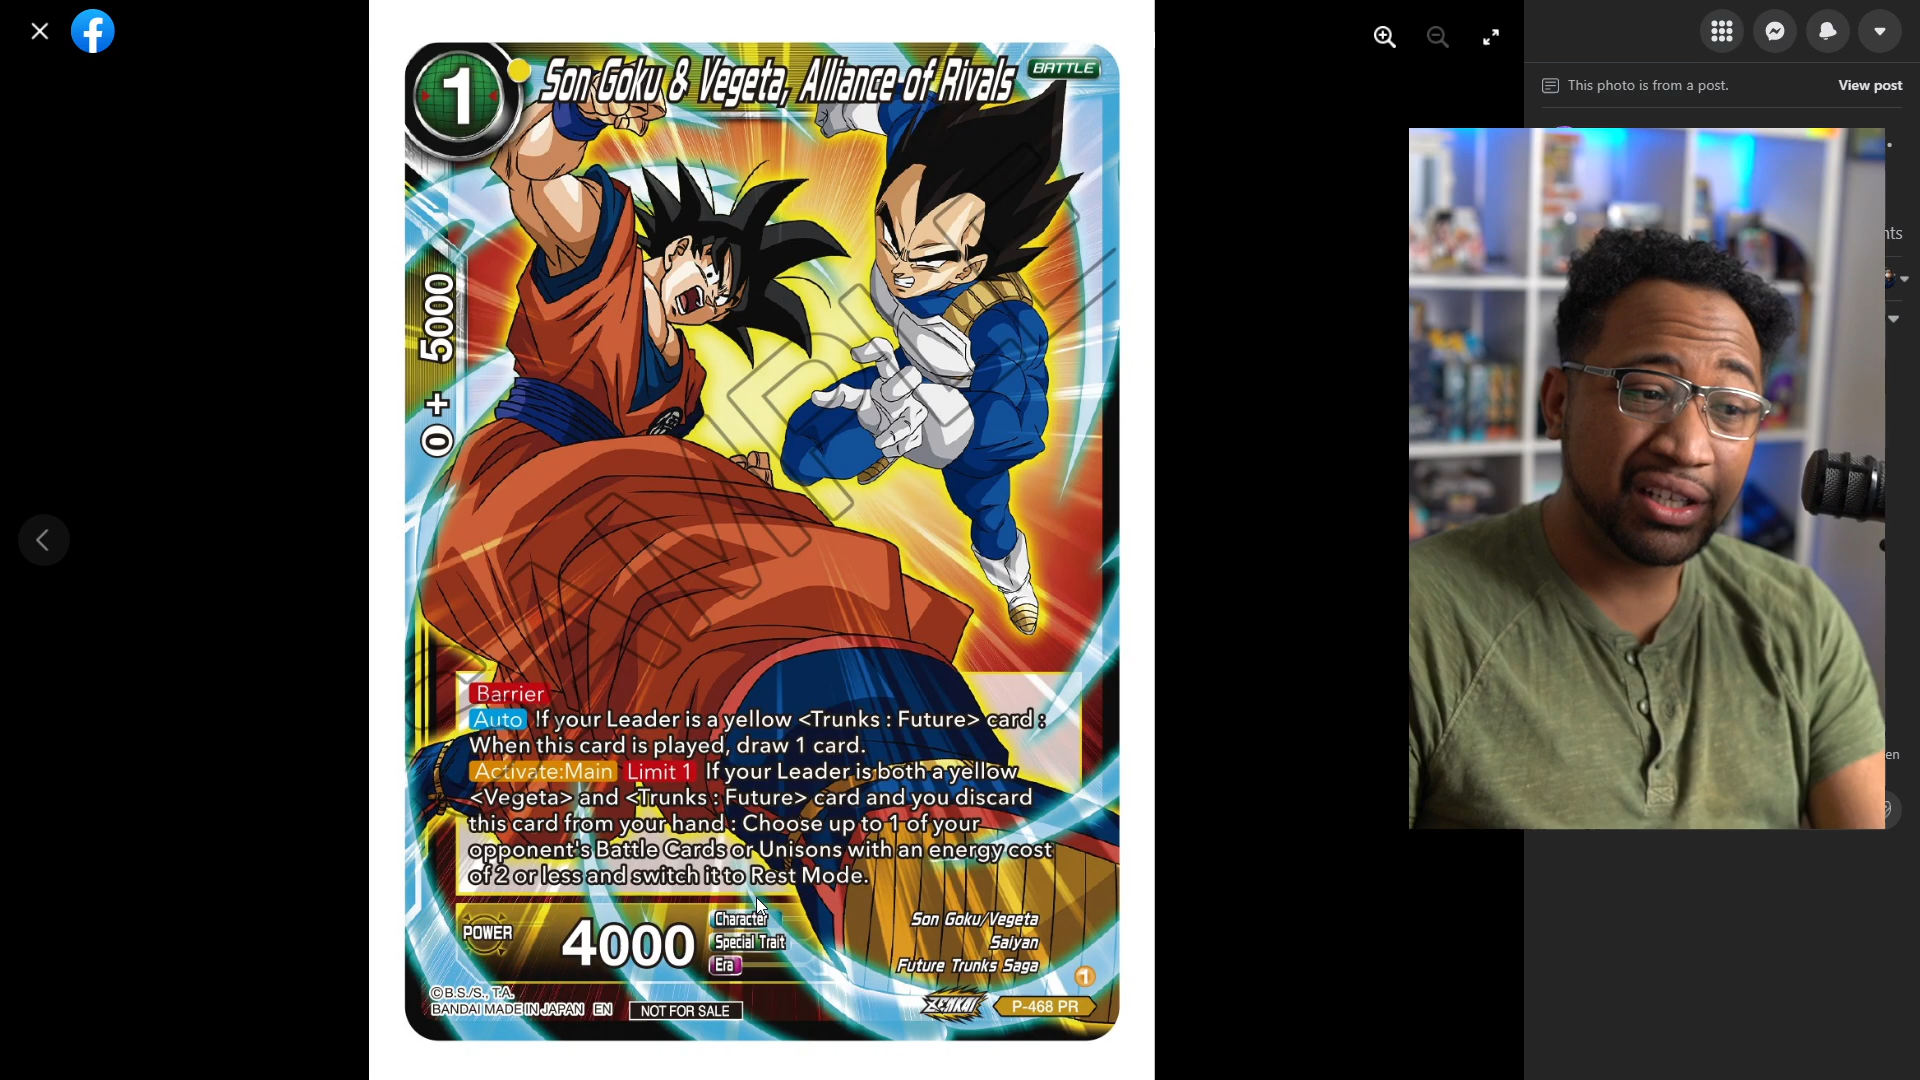 1
Son Goku & Vegeta, Alliance of Rivals
BATTLE
0 + 5000
SAMPLE
Barrier
Auto If your Leader is a yellow <Trunks : Future> card :
When this card is played, draw 1 card.
Activate:Main Limit 1 If your Leader is both a yellow
<Vegeta> and <Trunks : Future> card and you discard
this card from your hand : Choose up to 1 of your
opponent's Battle Cards or Unisons with an energy cost
of 2 or less and switch it to Rest Mode.
POWER
4000
Character
Son Goku/Vegeta
Special Trait
Saiyan
Era
Future Trunks Saga
1
©B.S./S., T.A.
BANDAI MADE IN JAPAN EN
NOT FOR SALE
ZENKAI
P-468 PR
This photo is from a post.
View post
nts
en